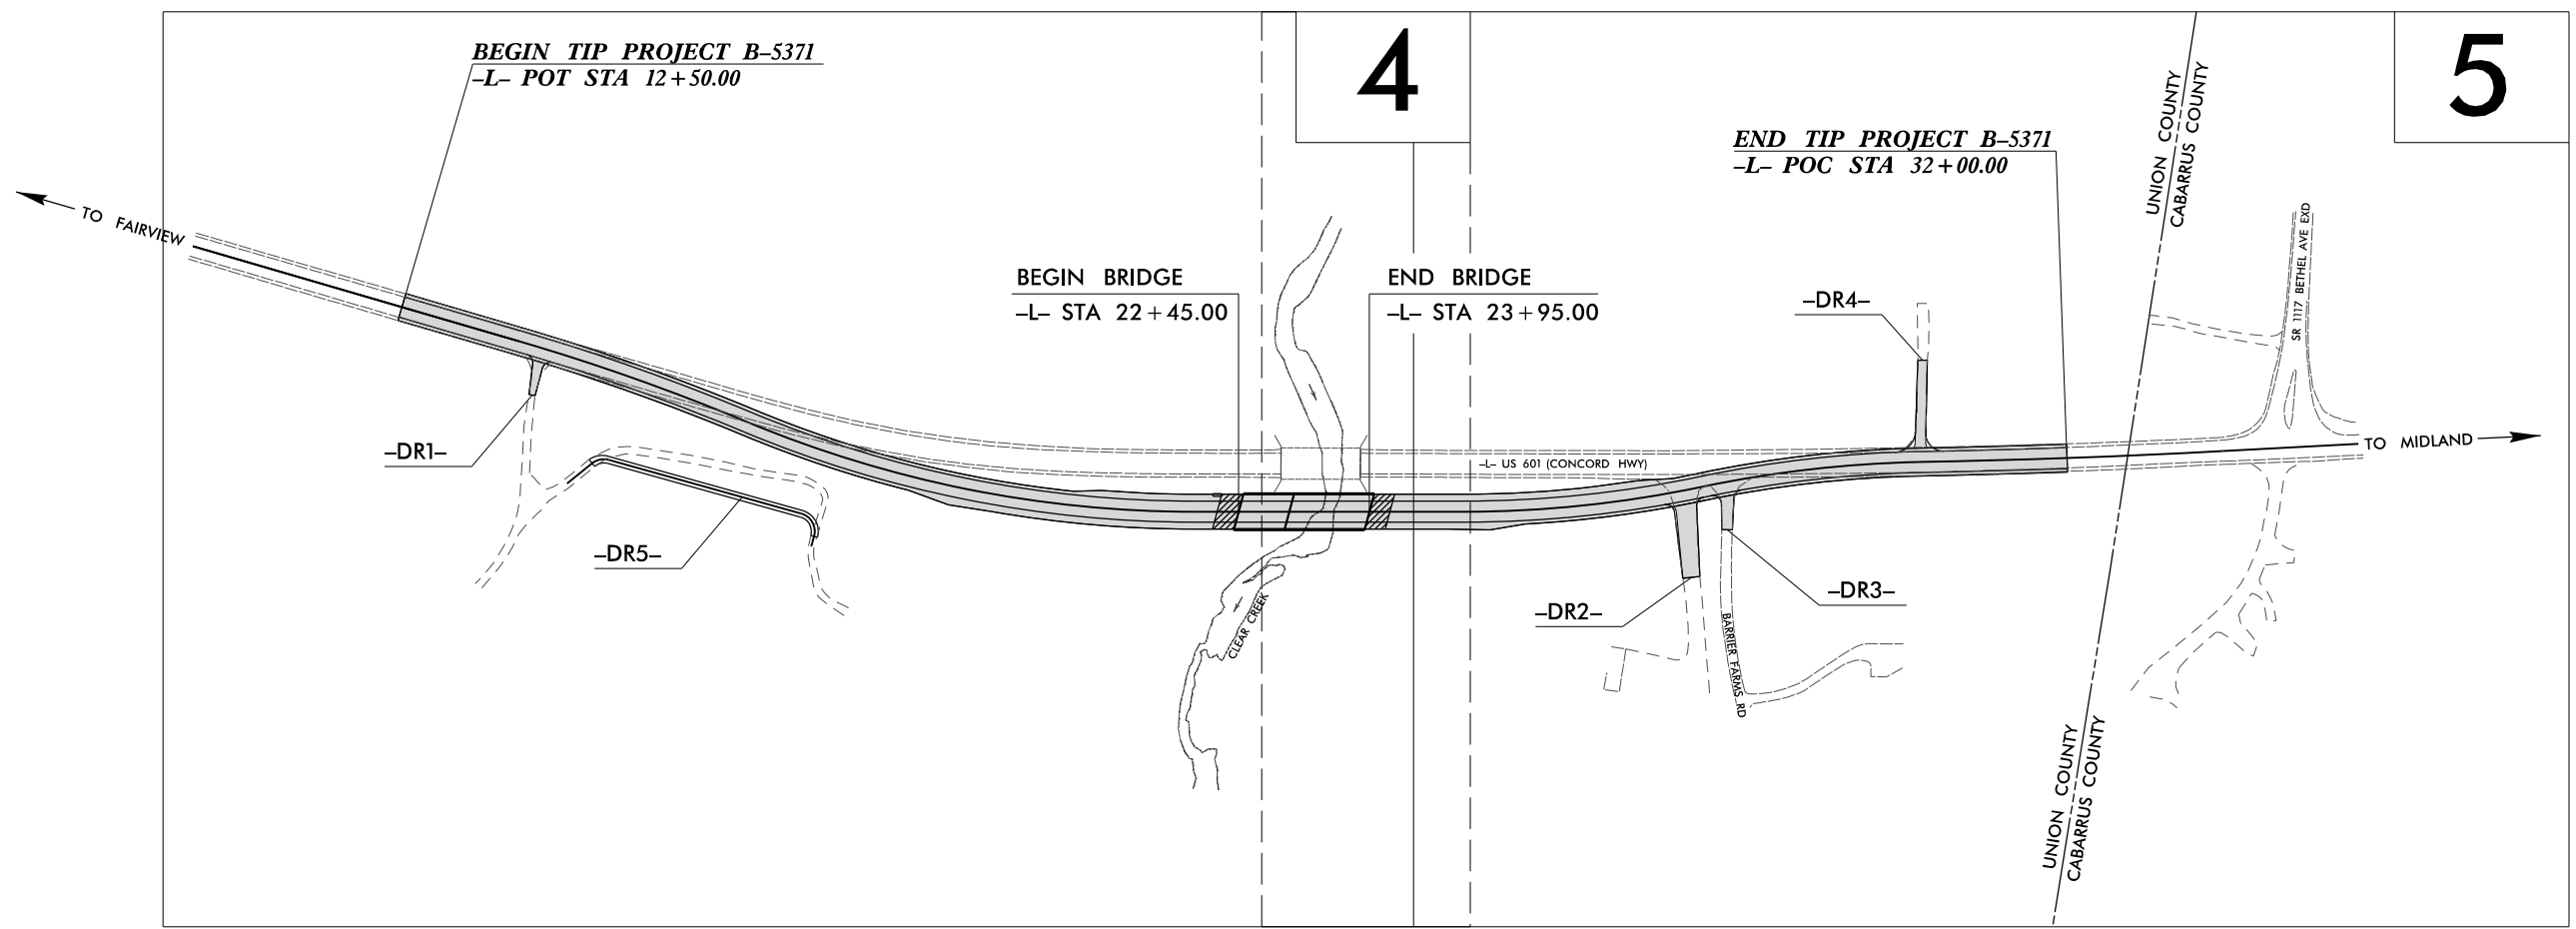 BEGIN TIP PROJECT B–5371
–L– POT STA 12+50.00
4
5
UNION COUNTY
CABARRUS COUNTY
END TIP PROJECT B–5371
–L– POC STA 32+00.00
TO FAIRVIEW
SR 1117 BETHEL AVE EXD
BEGIN BRIDGE
–L– STA 22+45.00
END BRIDGE
–L– STA 23+95.00
–DR4–
–DR1–
–L– US 601 (CONCORD HWY)
TO MIDLAND
–DR5–
–DR2–
–DR3–
CLEAR CREEK
BARRIER FARMS RD
UNION COUNTY
CABARRUS COUNTY